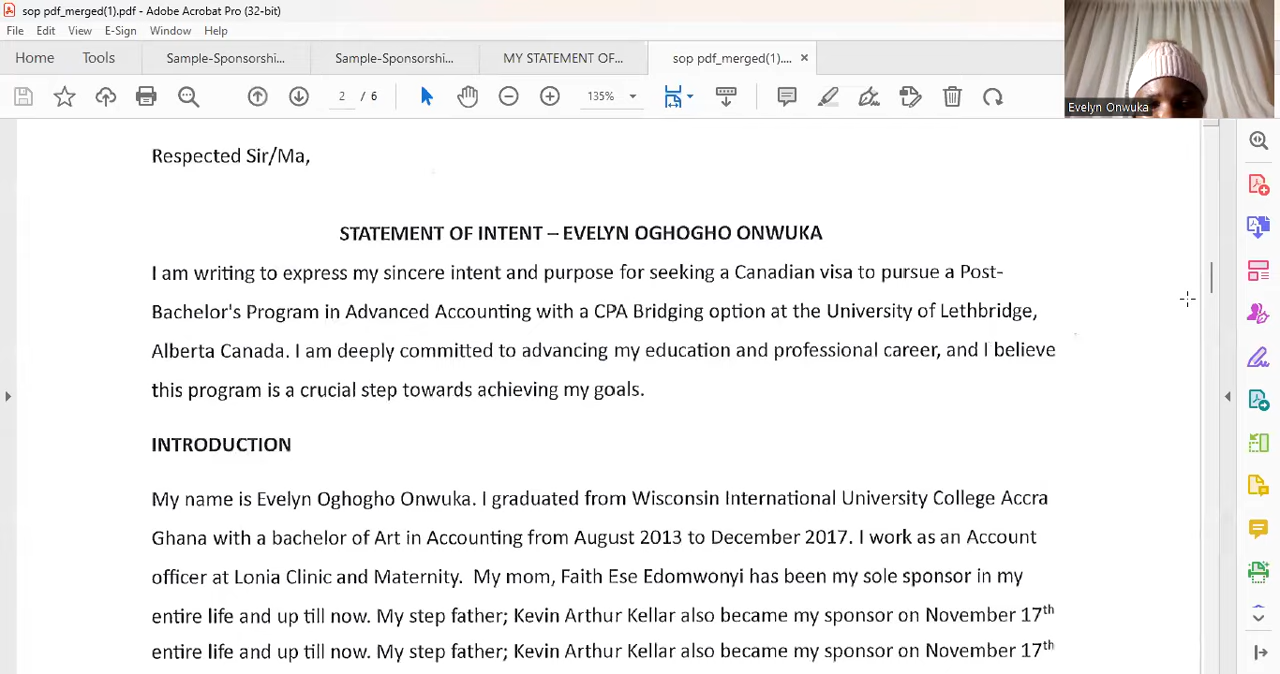 sop pdf_merged(1).pdf - Adobe Acrobat Pro (32-bit)
File Edit View E-Sign Window Help
Home Tools Sample-Sponsorshi... Sample-Sponsorshi... MY STATEMENT OF... sop pdf_merged(1).... ×
2 / 6 135%
Evelyn Onwuka
Respected Sir/Ma,
STATEMENT OF INTENT – EVELYN OGHOGHO ONWUKA
I am writing to express my sincere intent and purpose for seeking a Canadian visa to pursue a Post-
Bachelor's Program in Advanced Accounting with a CPA Bridging option at the University of Lethbridge,
Alberta Canada. I am deeply committed to advancing my education and professional career, and I believe
this program is a crucial step towards achieving my goals.
INTRODUCTION
My name is Evelyn Oghogho Onwuka. I graduated from Wisconsin International University College Accra
Ghana with a bachelor of Art in Accounting from August 2013 to December 2017. I work as an Account
officer at Lonia Clinic and Maternity. My mom, Faith Ese Edomwonyi has been my sole sponsor in my
entire life and up till now. My step father; Kevin Arthur Kellar also became my sponsor on November 17th
entire life and up till now. My step father; Kevin Arthur Kellar also became my sponsor on November 17th